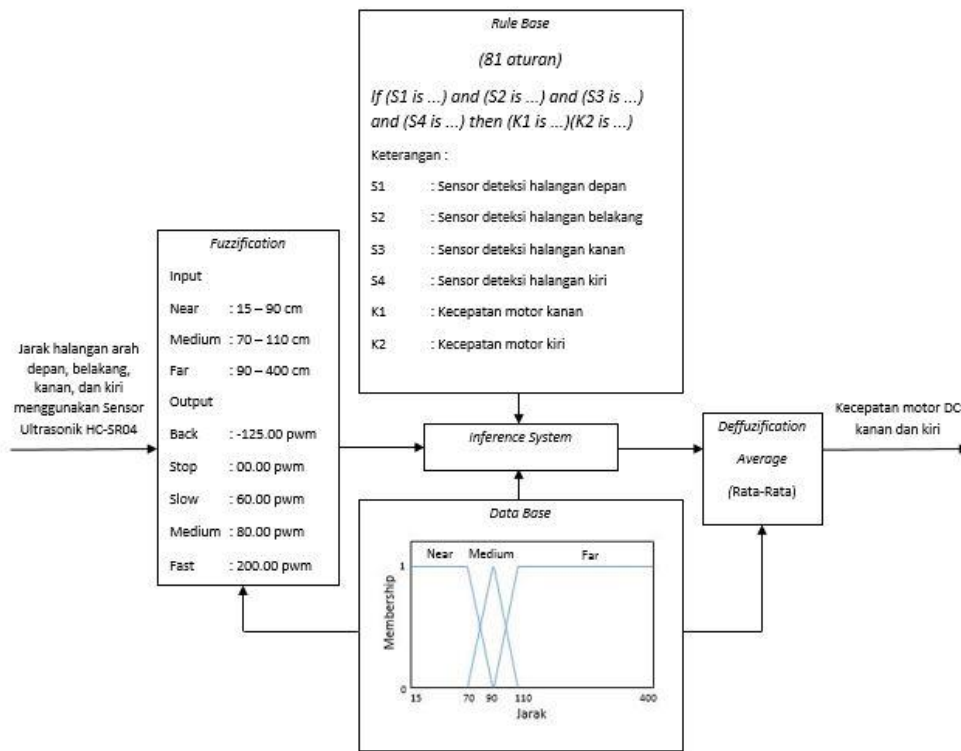 Rule Base
(81 aturan)
If (S1 is ...) and (S2 is ...) and (S3 is ...)
and (S4 is ...) then (K1 is ...)(K2 is ...)
Keterangan :
S1 : Sensor deteksi halangan depan
S2 : Sensor deteksi halangan belakang
S3 : Sensor deteksi halangan kanan
S4 : Sensor deteksi halangan kiri
K1 : Kecepatan motor kanan
K2 : Kecepatan motor kiri
Jarak halangan arah
depan, belakang,
kanan, dan kiri
menggunakan Sensor
Ultrasonik HC-SR04
Fuzzification
Input
Near : 15 – 90 cm
Medium : 70 – 110 cm
Far : 90 – 400 cm
Output
Back : -125.00 pwm
Stop : 00.00 pwm
Slow : 60.00 pwm
Medium : 80.00 pwm
Fast : 200.00 pwm
Inference System
Deffuzification
Average
(Rata-Rata)
Kecepatan motor DC
kanan dan kiri
Data Base
Near Medium Far
1
Membership
0
15 70 90 110 400
Jarak